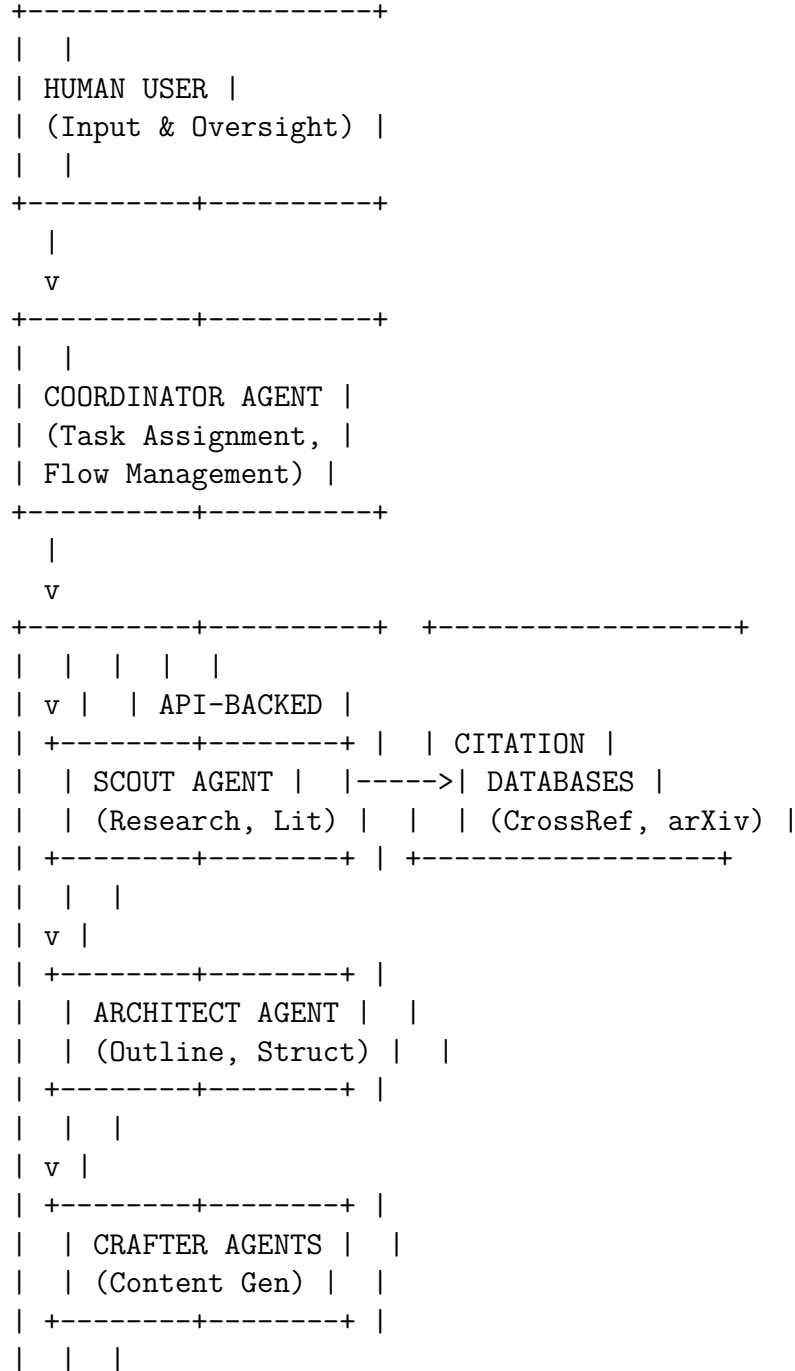 +---------------------+
| |
| HUMAN USER |
| (Input & Oversight) |
| |
+----------+----------+
|
v
+----------+----------+
| |
| COORDINATOR AGENT |
| (Task Assignment, |
| Flow Management) |
+----------+----------+
|
v
+----------+----------+ +------------------+
| | | | |
| v | | API-BACKED |
| +--------+--------+ | | CITATION |
| | SCOUT AGENT | |----->| DATABASES |
| | (Research, Lit) | | | (CrossRef, arXiv) |
| +--------+--------+ | +------------------+
| | |
| v |
| +--------+--------+ |
| | ARCHITECT AGENT | |
| | (Outline, Struct) | |
| +--------+--------+ |
| | |
| v |
| +--------+--------+ |
| | CRAFTER AGENTS | |
| | (Content Gen) | |
| +--------+--------+ |
| | |